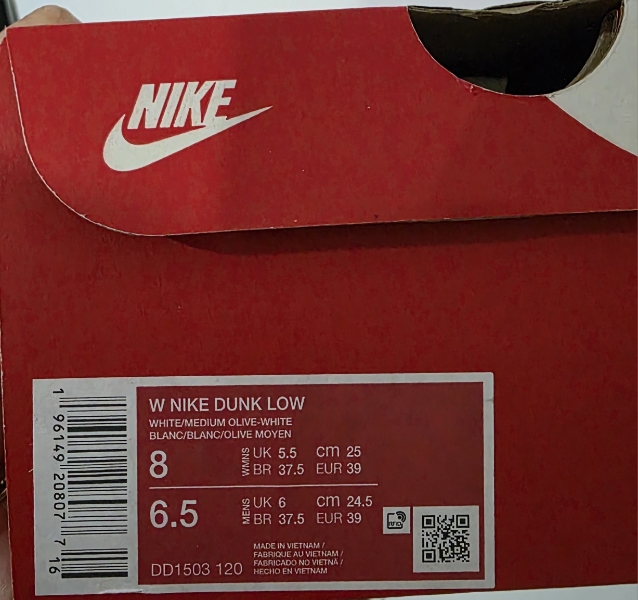 NIKE
1 96149 20807 7 16
W NIKE DUNK LOW
WHITE/MEDIUM OLIVE-WHITE
BLANC/BLANC/OLIVE MOYEN
8 WMNS UK 5.5 cm 25
BR 37.5 EUR 39
6.5 MENS UK 6 cm 24.5
BR 37.5 EUR 39
MADE IN VIETNAM /
FABRIQUE AU VIETNAM /
FABRICADO NO VIETNÃ /
HECHO EN VIETNAM
DD1503 120